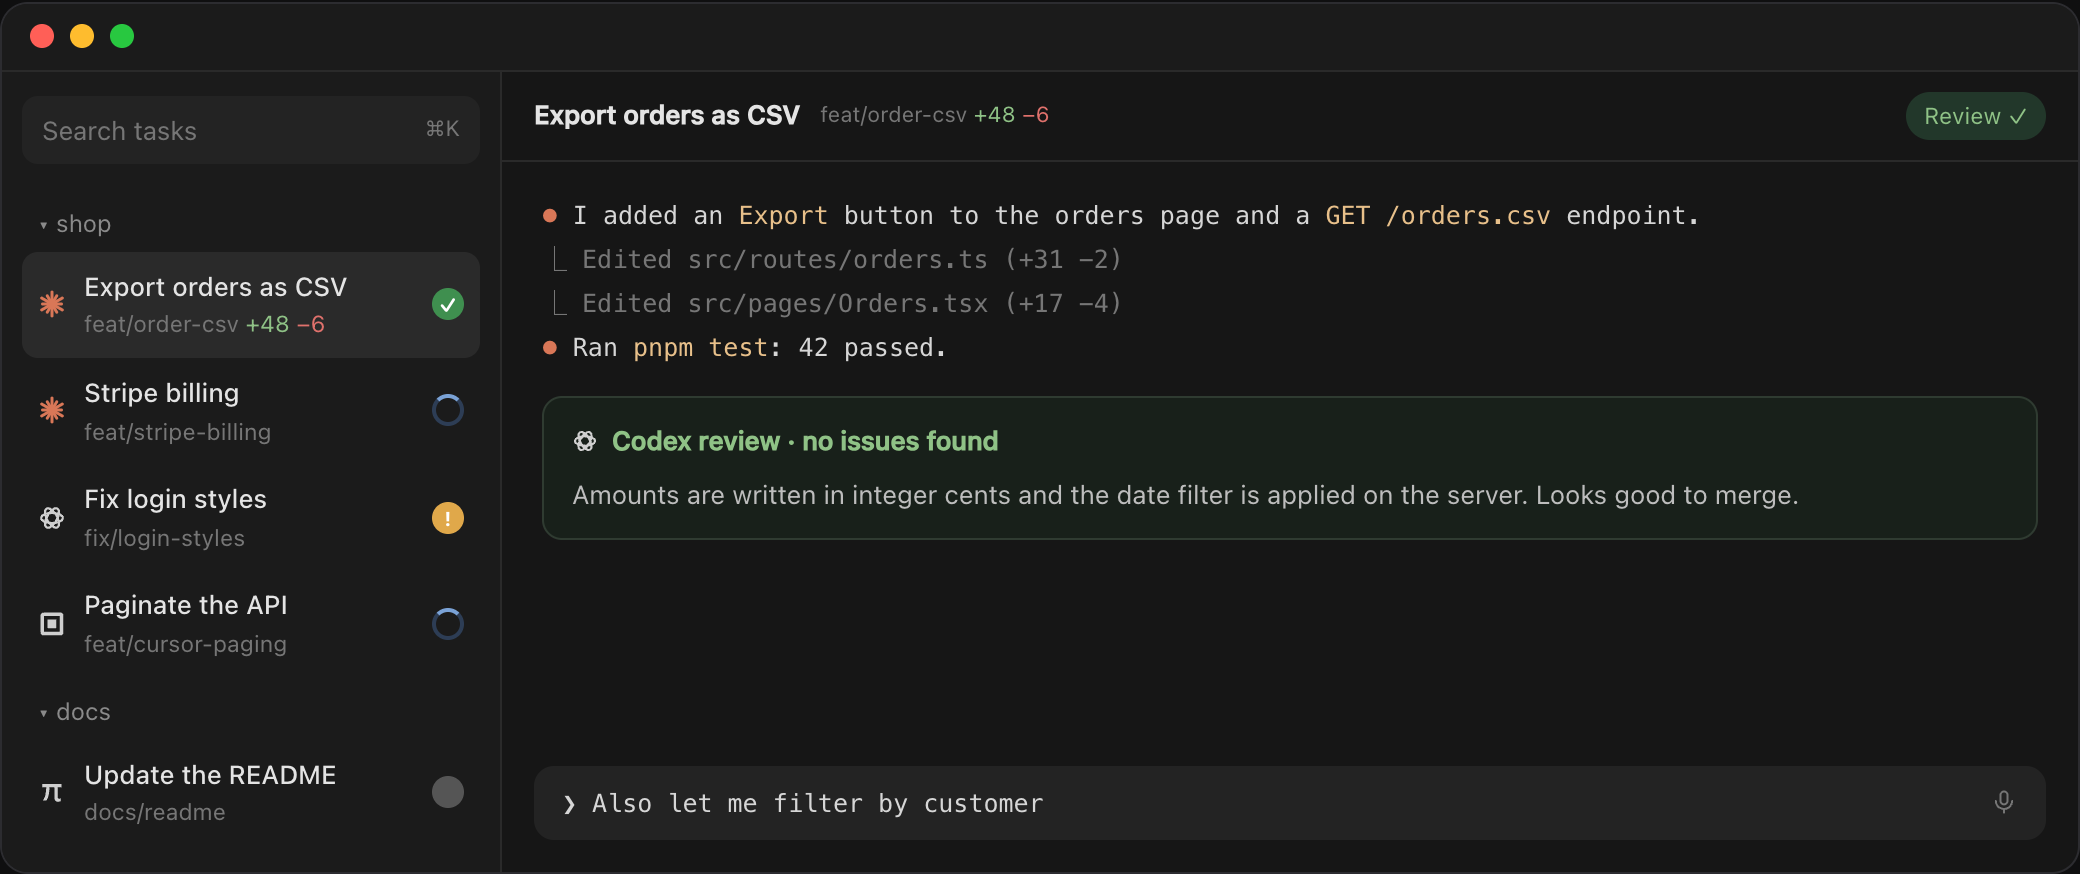 Search tasks ⌘K
▾ shop
Export orders as CSV
feat/order-csv +48 −6
Stripe billing
feat/stripe-billing
Fix login styles
fix/login-styles
!
Paginate the API
feat/cursor-paging
▾ docs
π
Update the README
docs/readme
Export orders as CSV feat/order-csv +48 −6
Review ✓
● I added an Export button to the orders page and a GET /orders.csv endpoint.
⎿ Edited src/routes/orders.ts (+31 −2)
⎿ Edited src/pages/Orders.tsx (+17 −4)
● Ran pnpm test: 42 passed.
Codex review · no issues found
Amounts are written in integer cents and the date filter is applied on the server. Looks good to merge.
❯ Also let me filter by customer